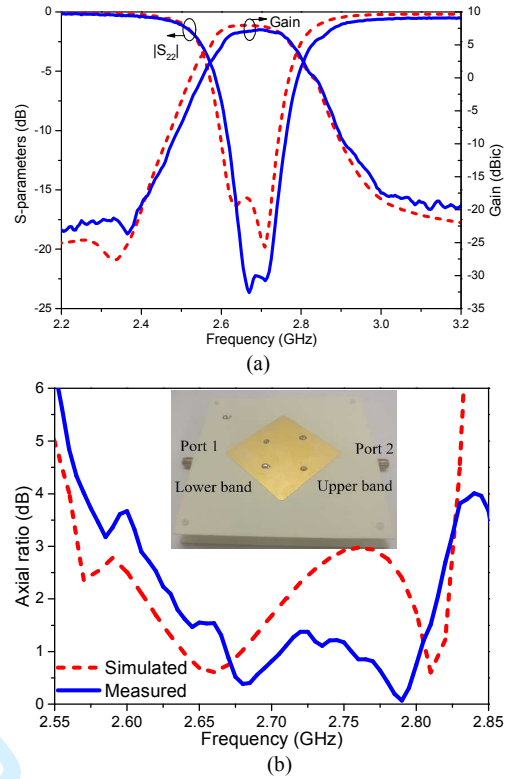 0
-5
-10
-15
-20
-25
S-parameters (dB)
10
5
0
-5
-10
-15
-20
-25
-30
-35
Gain (dBic)
|S22|
Gain
2.2 2.4 2.6 2.8 3.0 3.2
Frequency (GHz)
(a)
6
5
4
3
2
1
0
Axial ratio (dB)
Port 1
Port 2
Lower band
Upper band
Simulated
Measured
2.55 2.60 2.65 2.70 2.75 2.80 2.85
Frequency (GHz)
(b)